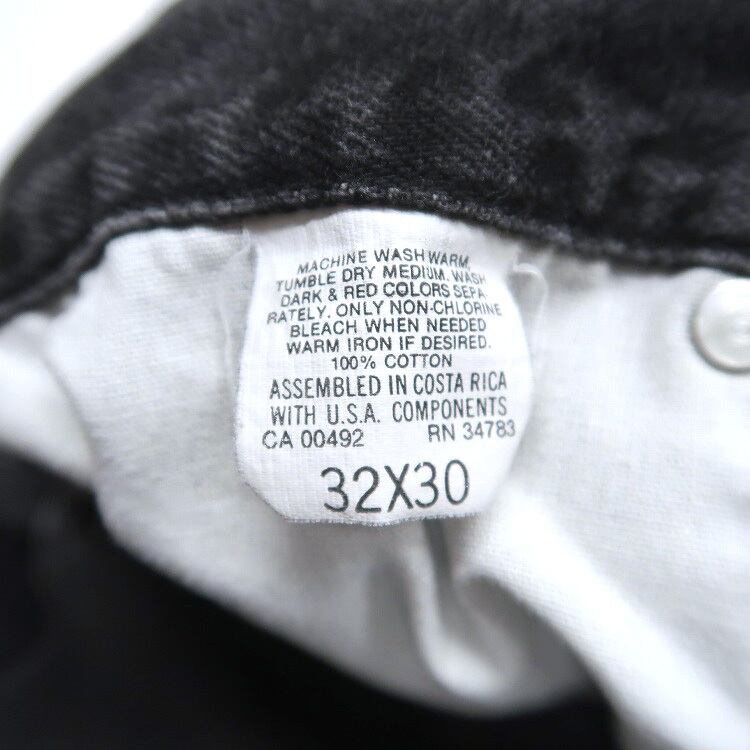 MACHINE WASH WARM,
TUMBLE DRY MEDIUM. WASH
DARK & RED COLORS SEPA-
RATELY. ONLY NON-CHLORINE
BLEACH WHEN NEEDED
WARM IRON IF DESIRED.
100% COTTON
ASSEMBLED IN COSTA RICA
WITH U.S.A. COMPONENTS
CA 00492 RN 34783
32X30